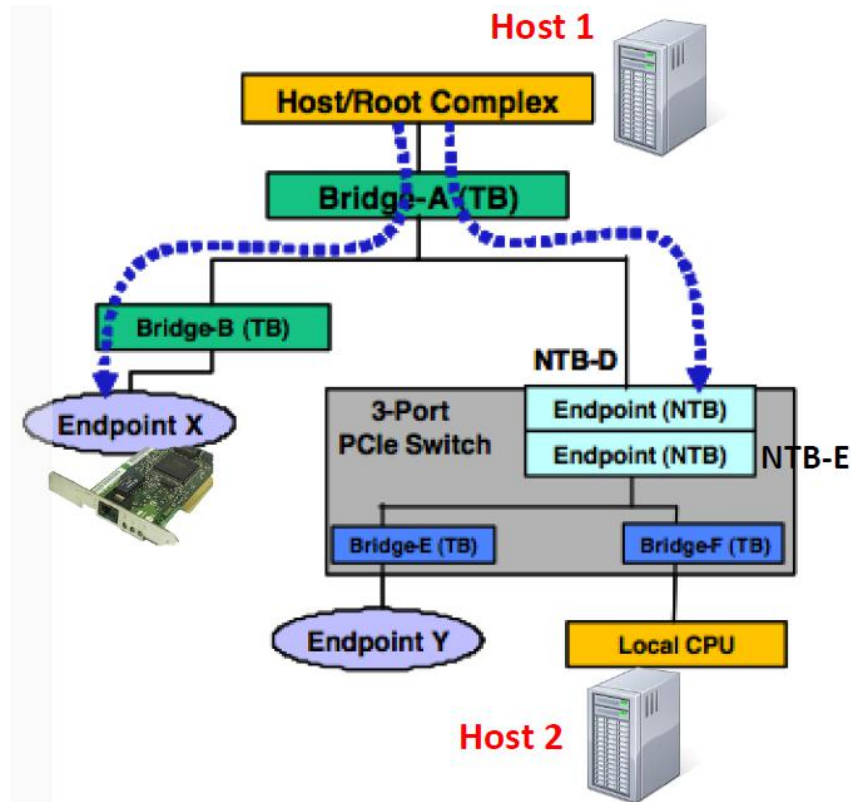 Host 1
Host/Root Complex
Bridge-A (TB)
Bridge-B (TB)
NTB-D
Endpoint X
3-Port
PCIe Switch
Endpoint (NTB)
Endpoint (NTB)
NTB-E
Bridge-E (TB)
Bridge-F (TB)
Endpoint Y
Local CPU
Host 2